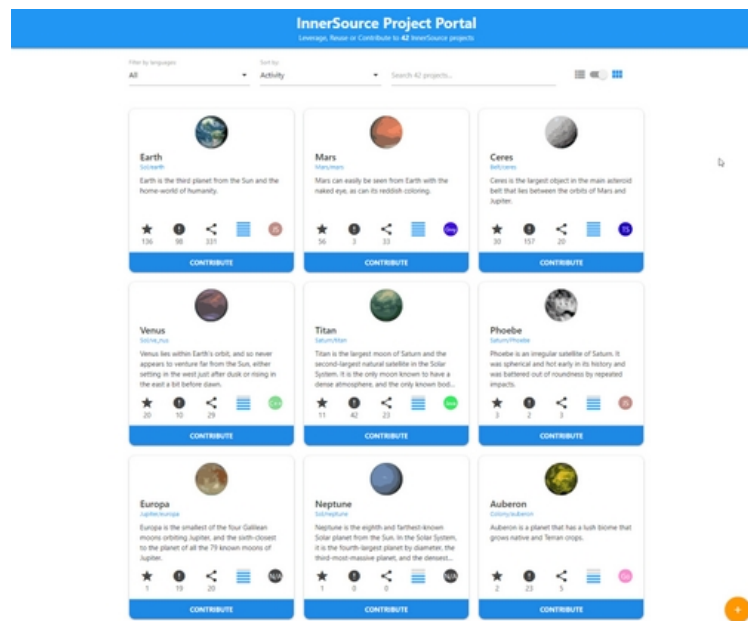 InnerSource Project Portal
Leverage, Reuse or Contribute to 42 InnerSource projects
Filter by languages:
All
Sort by:
Activity
Search 42 projects...
Earth
Sol/earth
Earth is the third planet from the Sun and the
home-world of humanity.
136 98 331 JS
CONTRIBUTE
Mars
Mars/mars
Mars can easily be seen from Earth with the
naked eye, as can its reddish coloring.
56 3 33
CONTRIBUTE
Ceres
Belt/ceres
Ceres is the largest object in the main asteroid
belt that lies between the orbits of Mars and
Jupiter.
30 157 20 TS
CONTRIBUTE
Venus
Sol/ve_nus
Venus lies within Earth's orbit, and so never
appears to venture far from the Sun, either
setting in the west just after dusk or rising in
the east a bit before dawn.
20 10 29 C++
CONTRIBUTE
Titan
Saturn/titan
Titan is the largest moon of Saturn and the
second-largest natural satellite in the Solar
System. It is the only moon known to have a
dense atmosphere, and the only known bod...
11 42 23 Java
CONTRIBUTE
Phoebe
Saturn/Phoebe
Phoebe is an irregular satellite of Saturn. It
was spherical and hot early in its history and
was battered out of roundness by repeated
impacts.
3 2 3 JS
CONTRIBUTE
Europa
Jupiter/europa
Europa is the smallest of the four Galilean
moons orbiting Jupiter, and the sixth-closest
to the planet of all the 79 known moons of
Jupiter.
1 19 20 N/A
CONTRIBUTE
Neptune
Sol/neptune
Neptune is the eighth and farthest-known
Solar planet from the Sun. In the Solar System,
it is the fourth-largest planet by diameter, the
third-most-massive planet, and the densest...
1 0 0 N/A
CONTRIBUTE
Auberon
Colony/auberon
Auberon is a planet that has a lush biome that
grows native and Terran crops.
2 23 5 Go
CONTRIBUTE
+